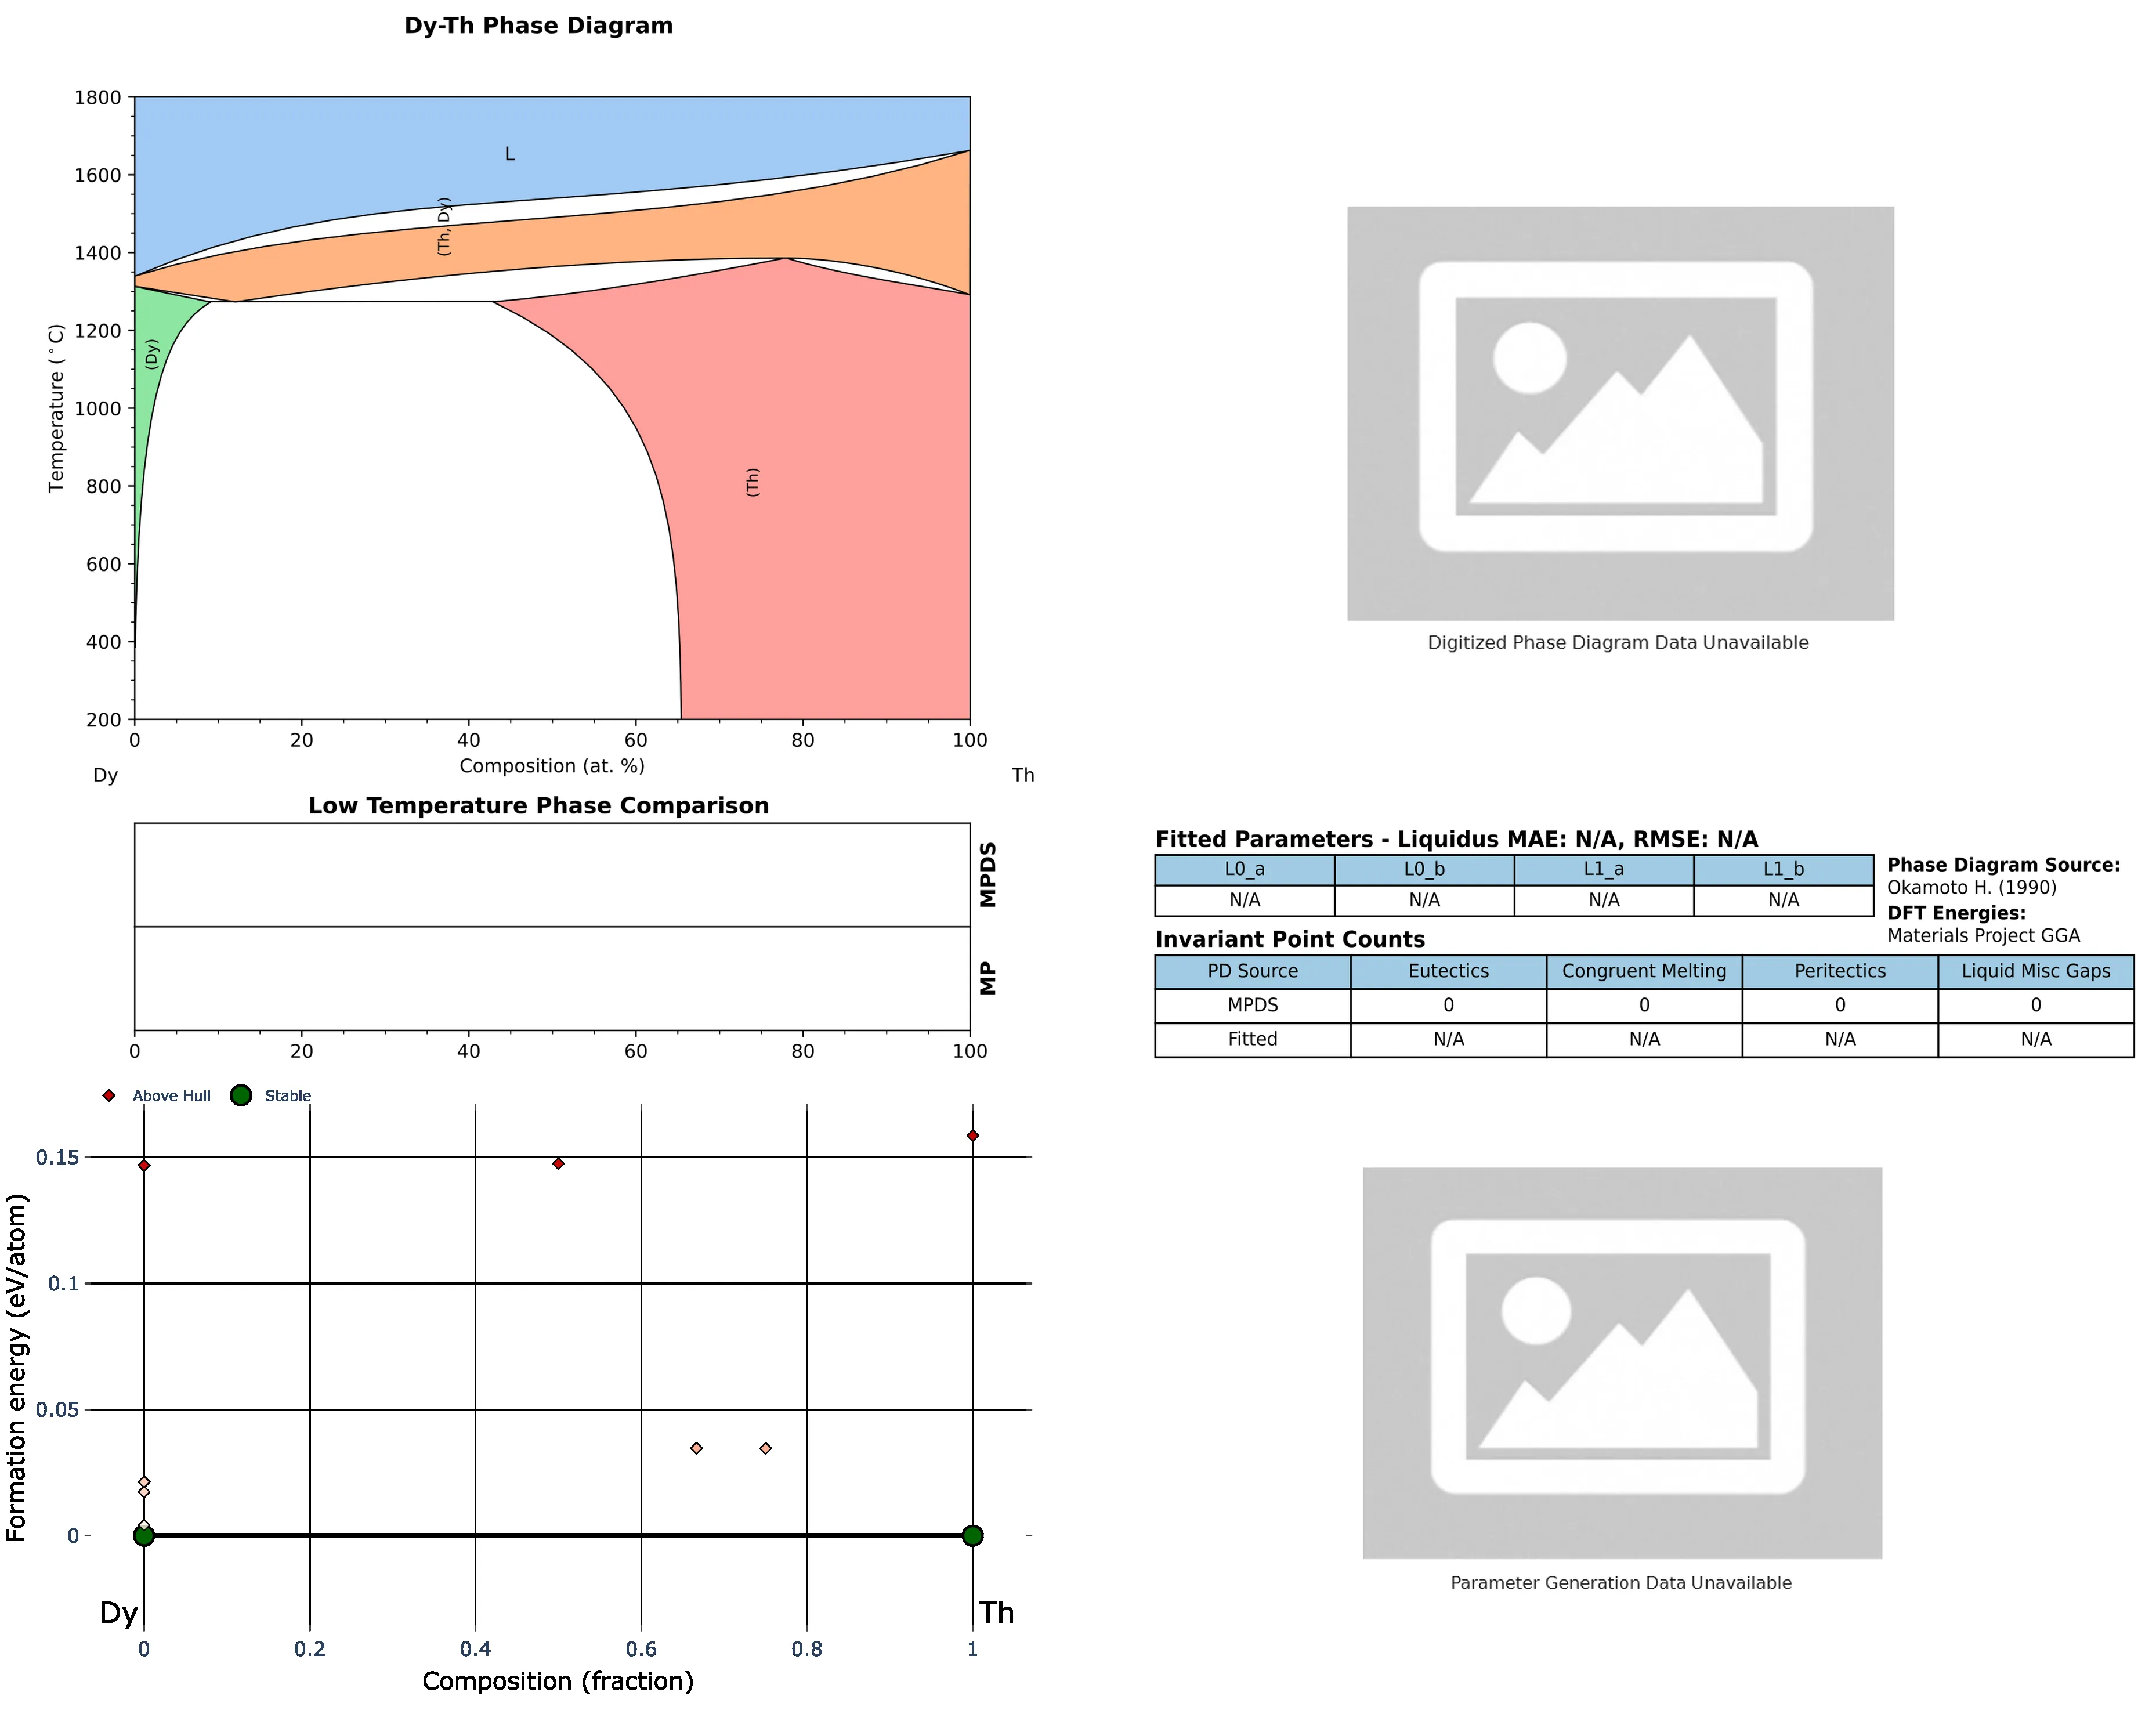 Dy-Th Phase Diagram
1800
1600
1400
1200
1000
800
600
400
200
Temperature (°C)
L
(Th, Dy)
(Dy)
(Th)
0 20 40 60 80 100
Composition (at. %)
Dy Th
Digitized Phase Diagram Data Unavailable
Low Temperature Phase Comparison
MPDS
MP
0 20 40 60 80 100
Fitted Parameters - Liquidus MAE: N/A, RMSE: N/A
L0_a L0_b L1_a L1_b
N/A N/A N/A N/A
Phase Diagram Source:
Okamoto H. (1990)
DFT Energies:
Materials Project GGA
Invariant Point Counts
PD Source Eutectics Congruent Melting Peritectics Liquid Misc Gaps
MPDS 0 0 0 0
Fitted N/A N/A N/A N/A
Above Hull Stable
0.15
0.1
0.05
0
Formation energy (eV/atom)
Dy Th
0 0.2 0.4 0.6 0.8 1
Composition (fraction)
Parameter Generation Data Unavailable